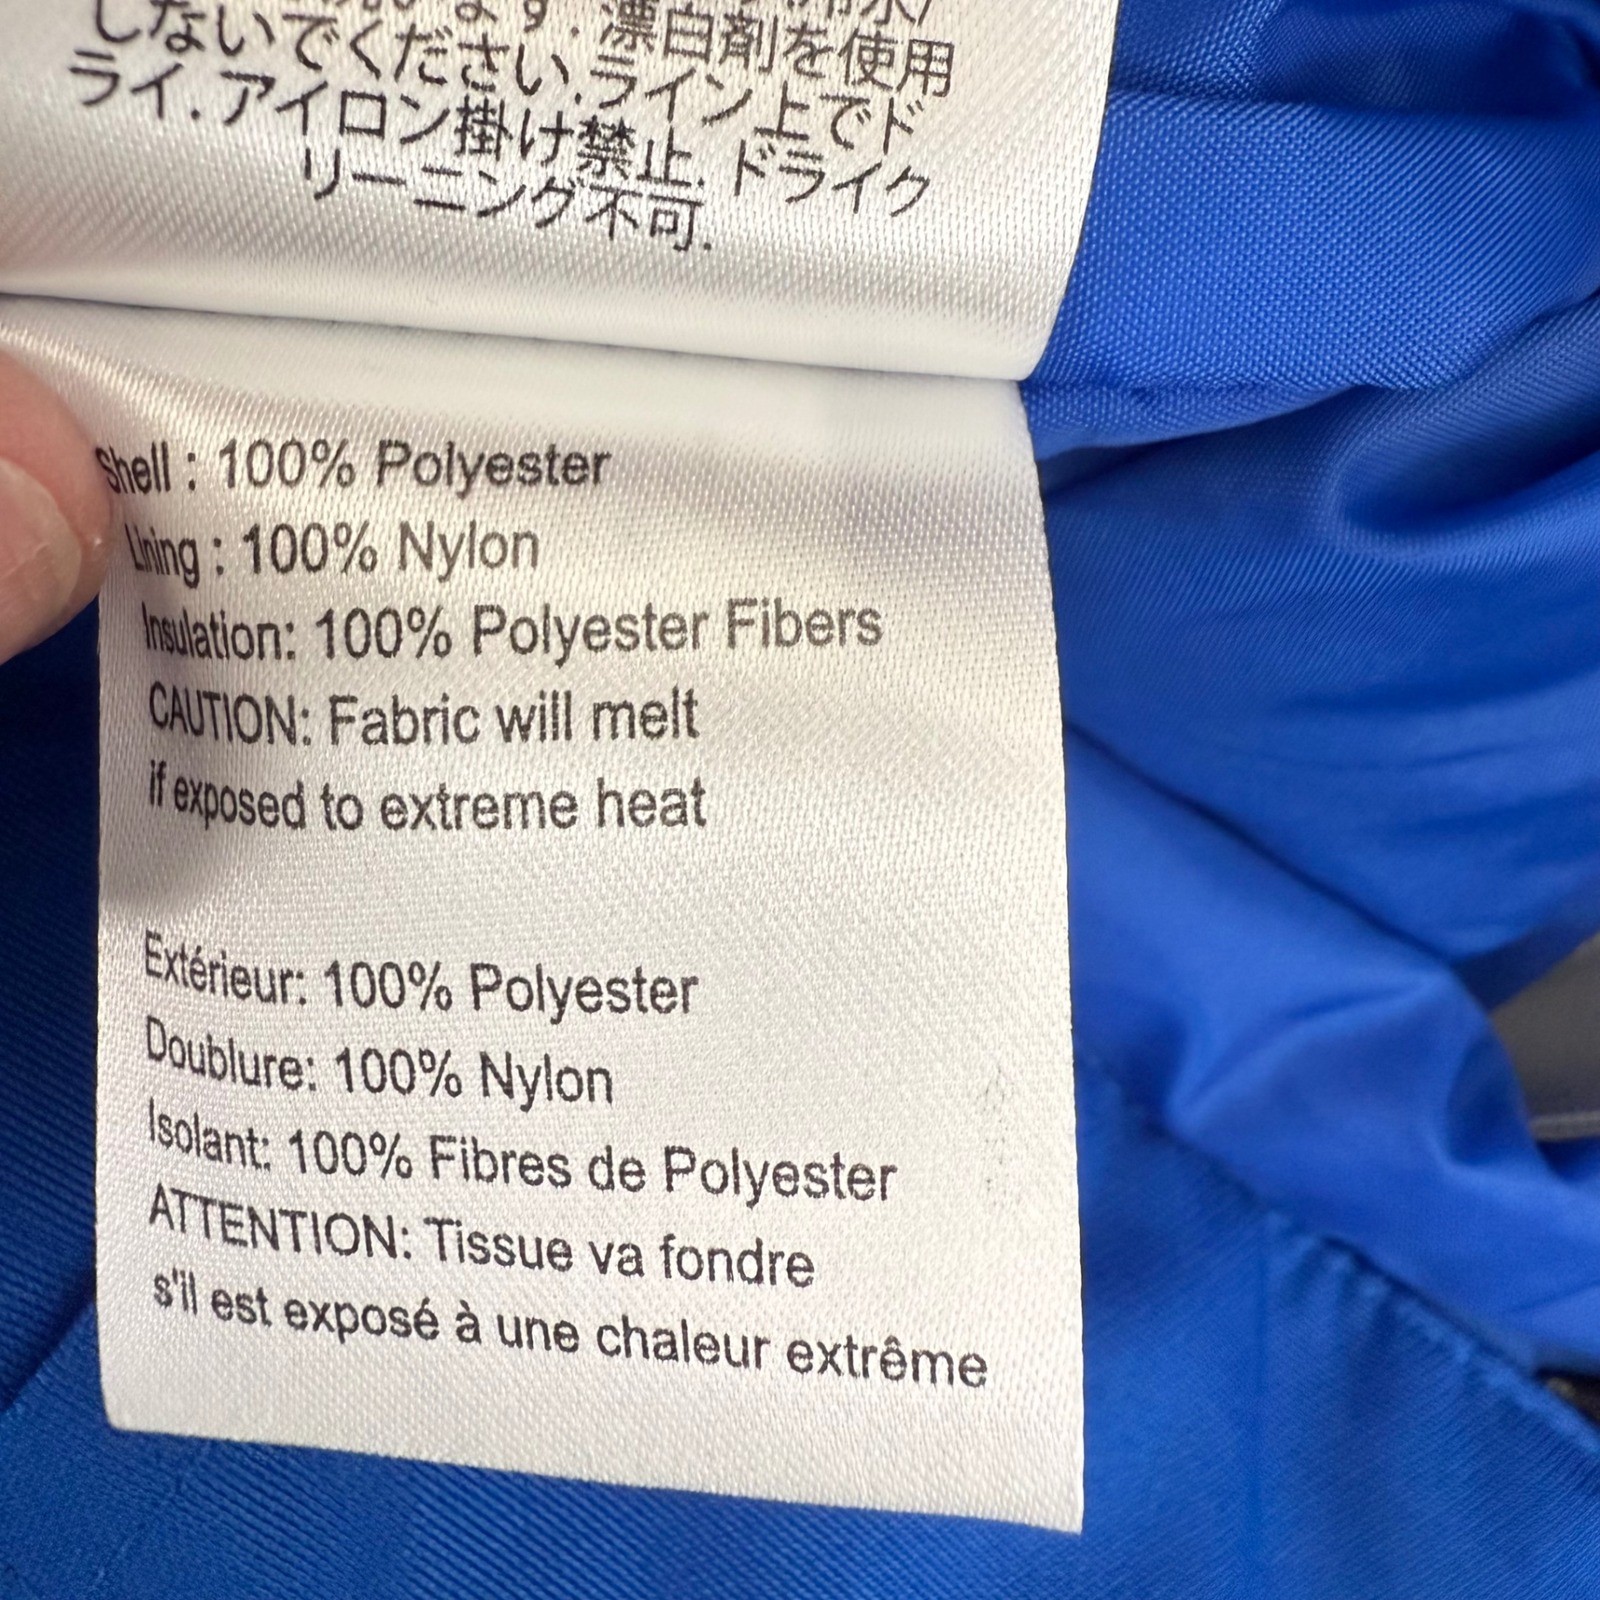 しないでください.漂白剤を使用
ライ.アイロン掛け禁止.ライン上でド
リーニング不可. ドライク
Shell : 100% Polyester
Lining : 100% Nylon
Insulation: 100% Polyester Fibers
CAUTION: Fabric will melt
if exposed to extreme heat
Extérieur: 100% Polyester
Doublure: 100% Nylon
Isolant: 100% Fibres de Polyester
ATTENTION: Tissue va fondre
s'il est exposé à une chaleur extrême